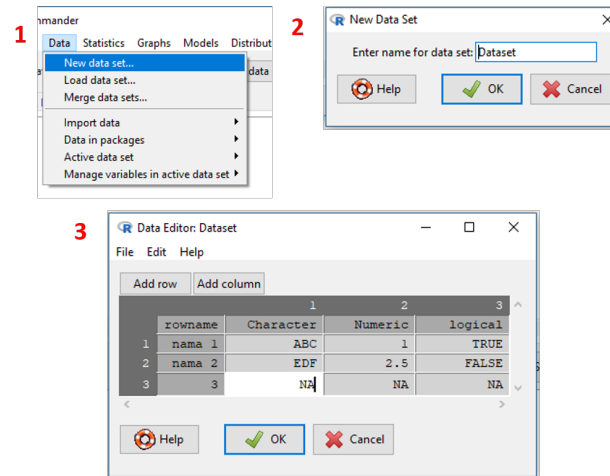 1
mmander
Data Statistics Graphs Models Distribut
New data set...
data
Load data set...
Merge data sets...
Import data
Data in packages
Active data set
Manage variables in active data set
2
New Data Set
Enter name for data set: Dataset
Help OK Cancel
3
Data Editor: Dataset
File Edit Help
Add row Add column
1 2 3
rowname Character Numeric logical
1 nama 1 ABC 1 TRUE
2 nama 2 EDF 2.5 FALSE
3 3 NA NA NA
Help OK Cancel